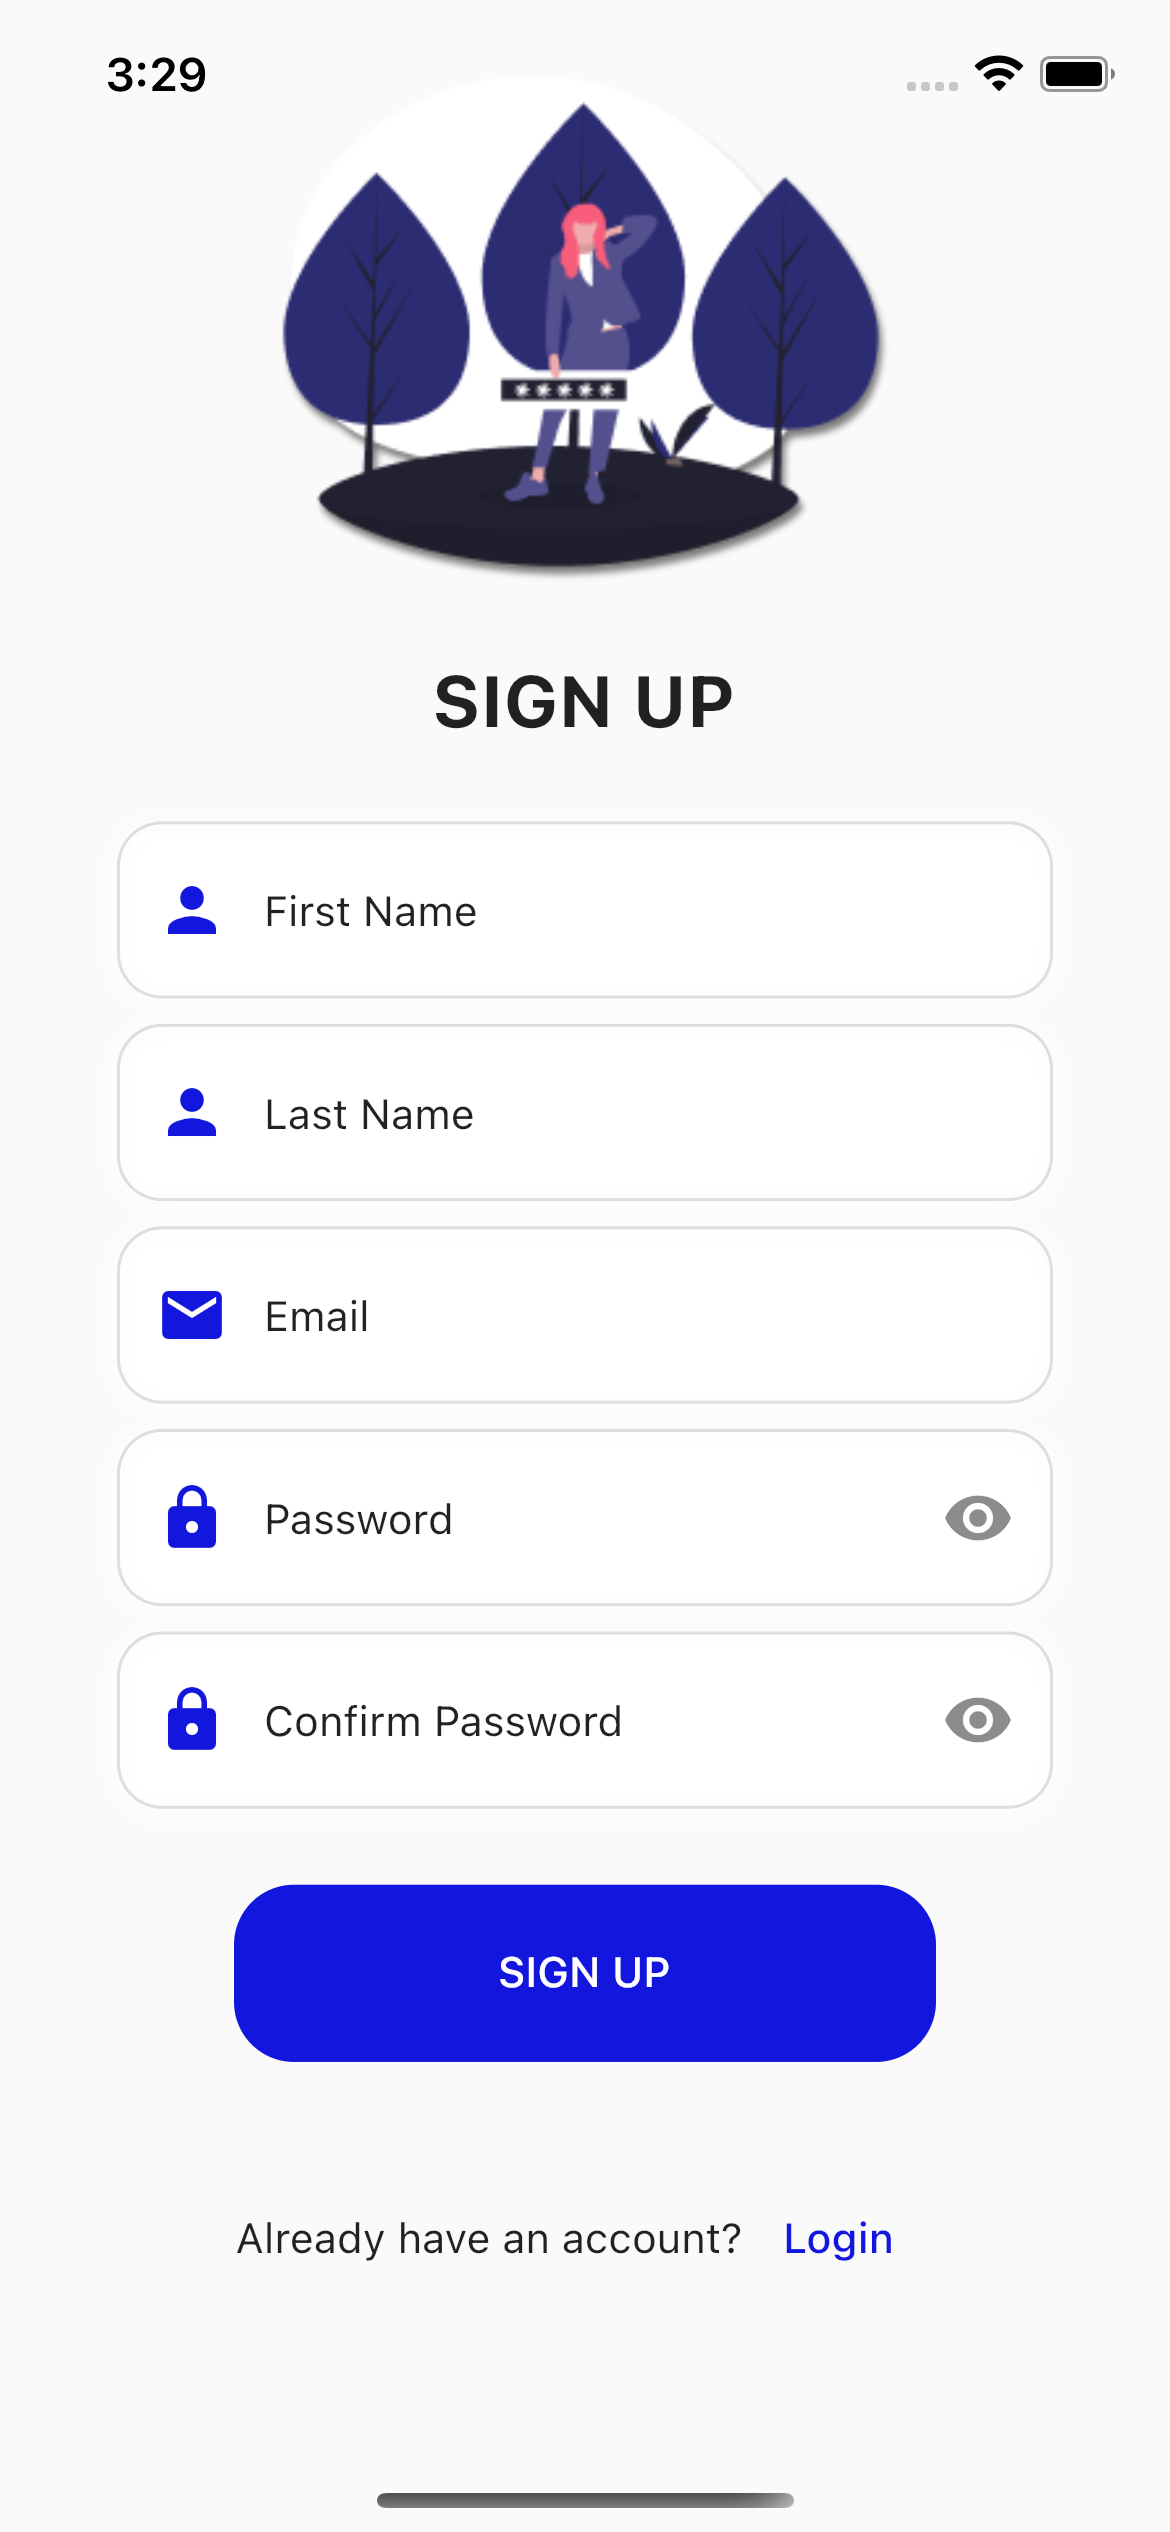 3:29
*****
SIGN UP
First Name
Last Name
Email
Password
Confirm Password
SIGN UP
Already have an account? Login